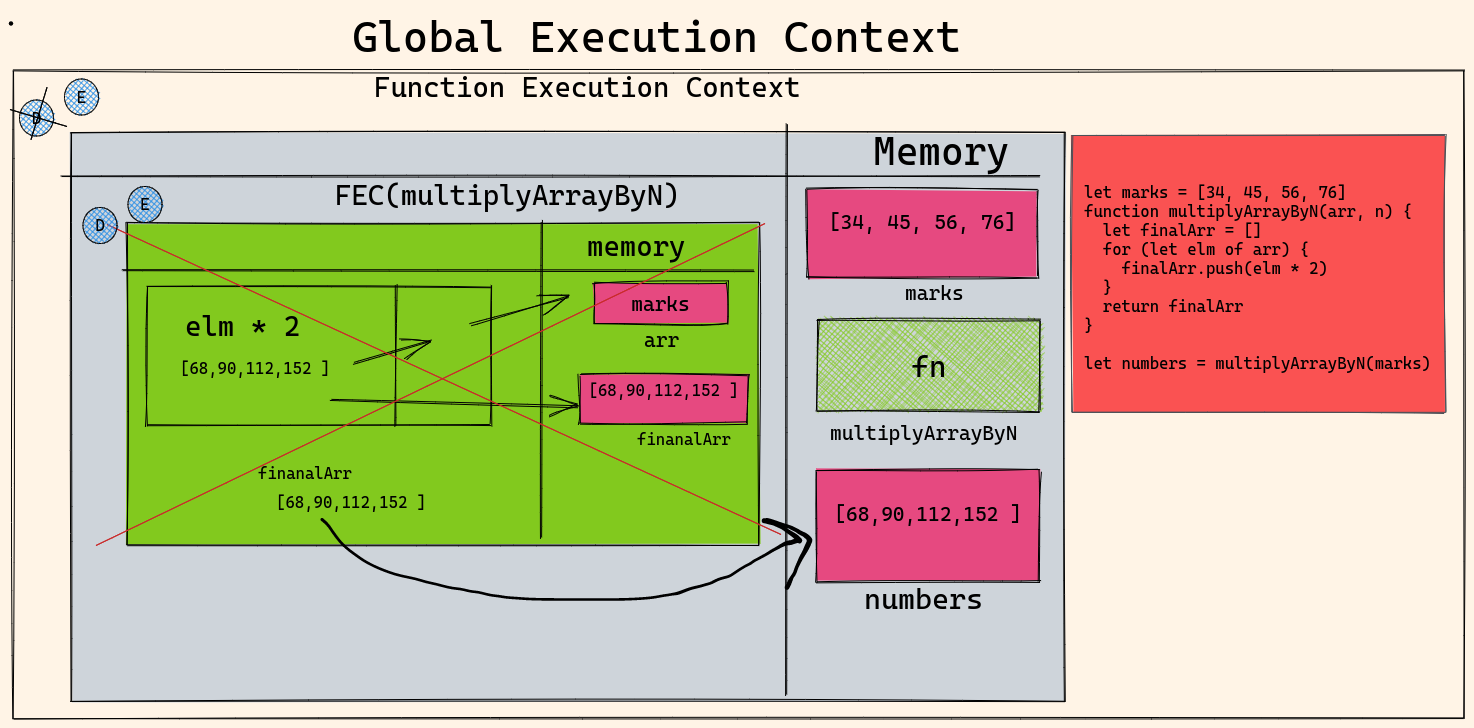 Global Execution Context
Function Execution Context
E
D
Memory
FEC(multiplyArrayByN)
E
D
memory
elm * 2
[68,90,112,152 ]
marks
arr
[68,90,112,152 ]
finanalArr
finanalArr
[68,90,112,152 ]
[34, 45, 56, 76]
marks
fn
multiplyArrayByN
[68,90,112,152 ]
numbers
let marks = [34, 45, 56, 76]
function multiplyArrayByN(arr, n) {
  let finalArr = []
  for (let elm of arr) {
    finalArr.push(elm * 2)
  }
  return finalArr
}
let numbers = multiplyArrayByN(marks)